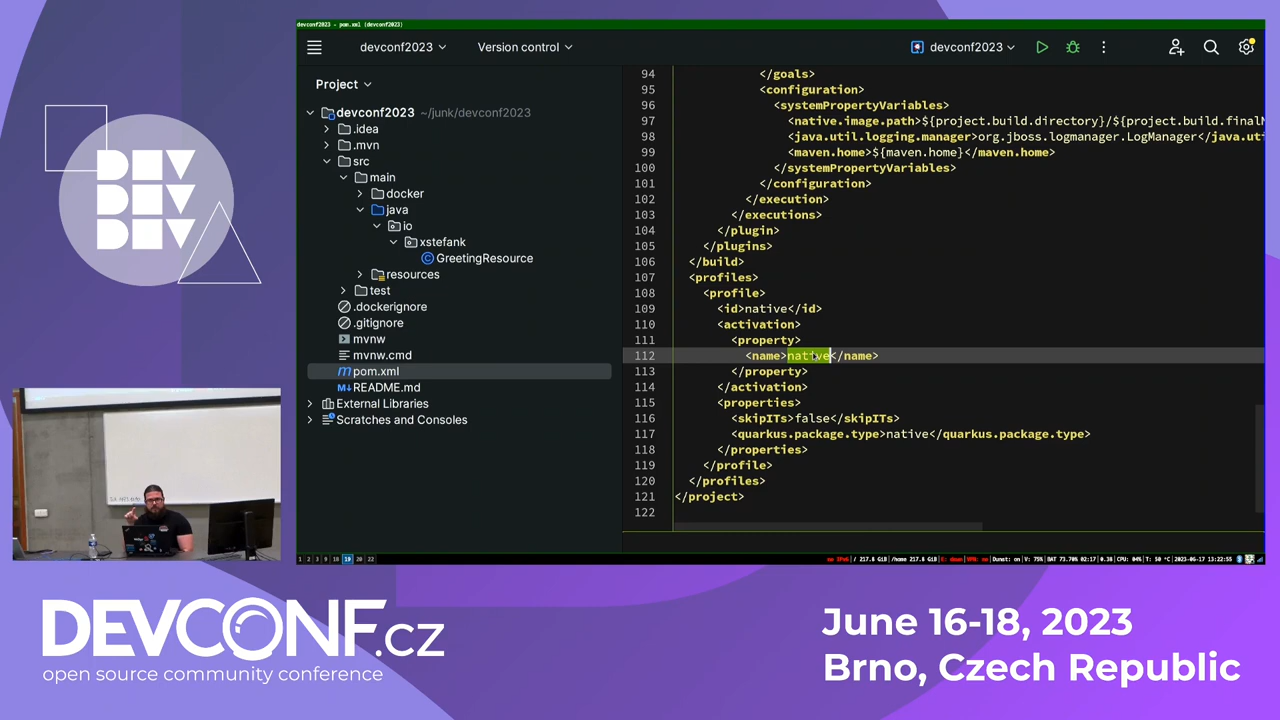 devconf2023 - pom.xml (devconf2023)
devconf2023
Version control
devconf2023
Project
devconf2023 ~/junk/devconf2023
.idea
.mvn
src
main
docker
java
io
xstefank
GreetingResource
resources
test
.dockerignore
.gitignore
mvnw
mvnw.cmd
pom.xml
README.md
External Libraries
Scratches and Consoles
94 </goals>
95 <configuration>
96 <systemPropertyVariables>
97 <native.image.path>${project.build.directory}/${project.build.finalN
98 <java.util.logging.manager>org.jboss.logmanager.LogManager</java.uti
99 <maven.home>${maven.home}</maven.home>
100 </systemPropertyVariables>
101 </configuration>
102 </execution>
103 </executions>
104 </plugin>
105 </plugins>
106 </build>
107 <profiles>
108 <profile>
109 <id>native</id>
110 <activation>
111 <property>
112 <name>native</name>
113 </property>
114 </activation>
115 <properties>
116 <skipITs>false</skipITs>
117 <quarkus.package.type>native</quarkus.package.type>
118 </properties>
119 </profile>
120 </profiles>
121 </project>
122
DEV
DEV
DEV
DEVCONF.cz
open source community conference
June 16-18, 2023
Brno, Czech Republic